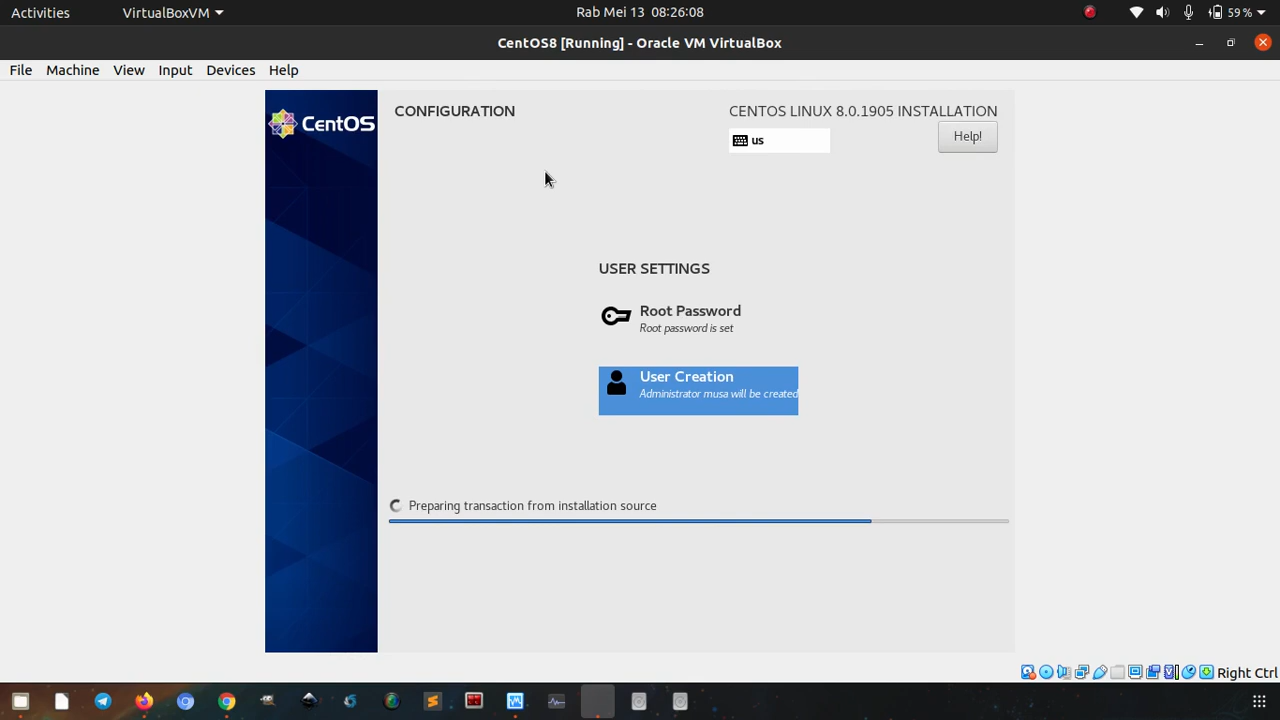 Activities VirtualBoxVM Rab Mei 13 08:26:08 59 %
CentOS8 [Running] - Oracle VM VirtualBox
File Machine View Input Devices Help
CentOS CONFIGURATION CENTOS LINUX 8.0.1905 INSTALLATION
us Help!
USER SETTINGS
Root Password
Root password is set
User Creation
Administrator musa will be created
Preparing transaction from installation source
Right Ctrl